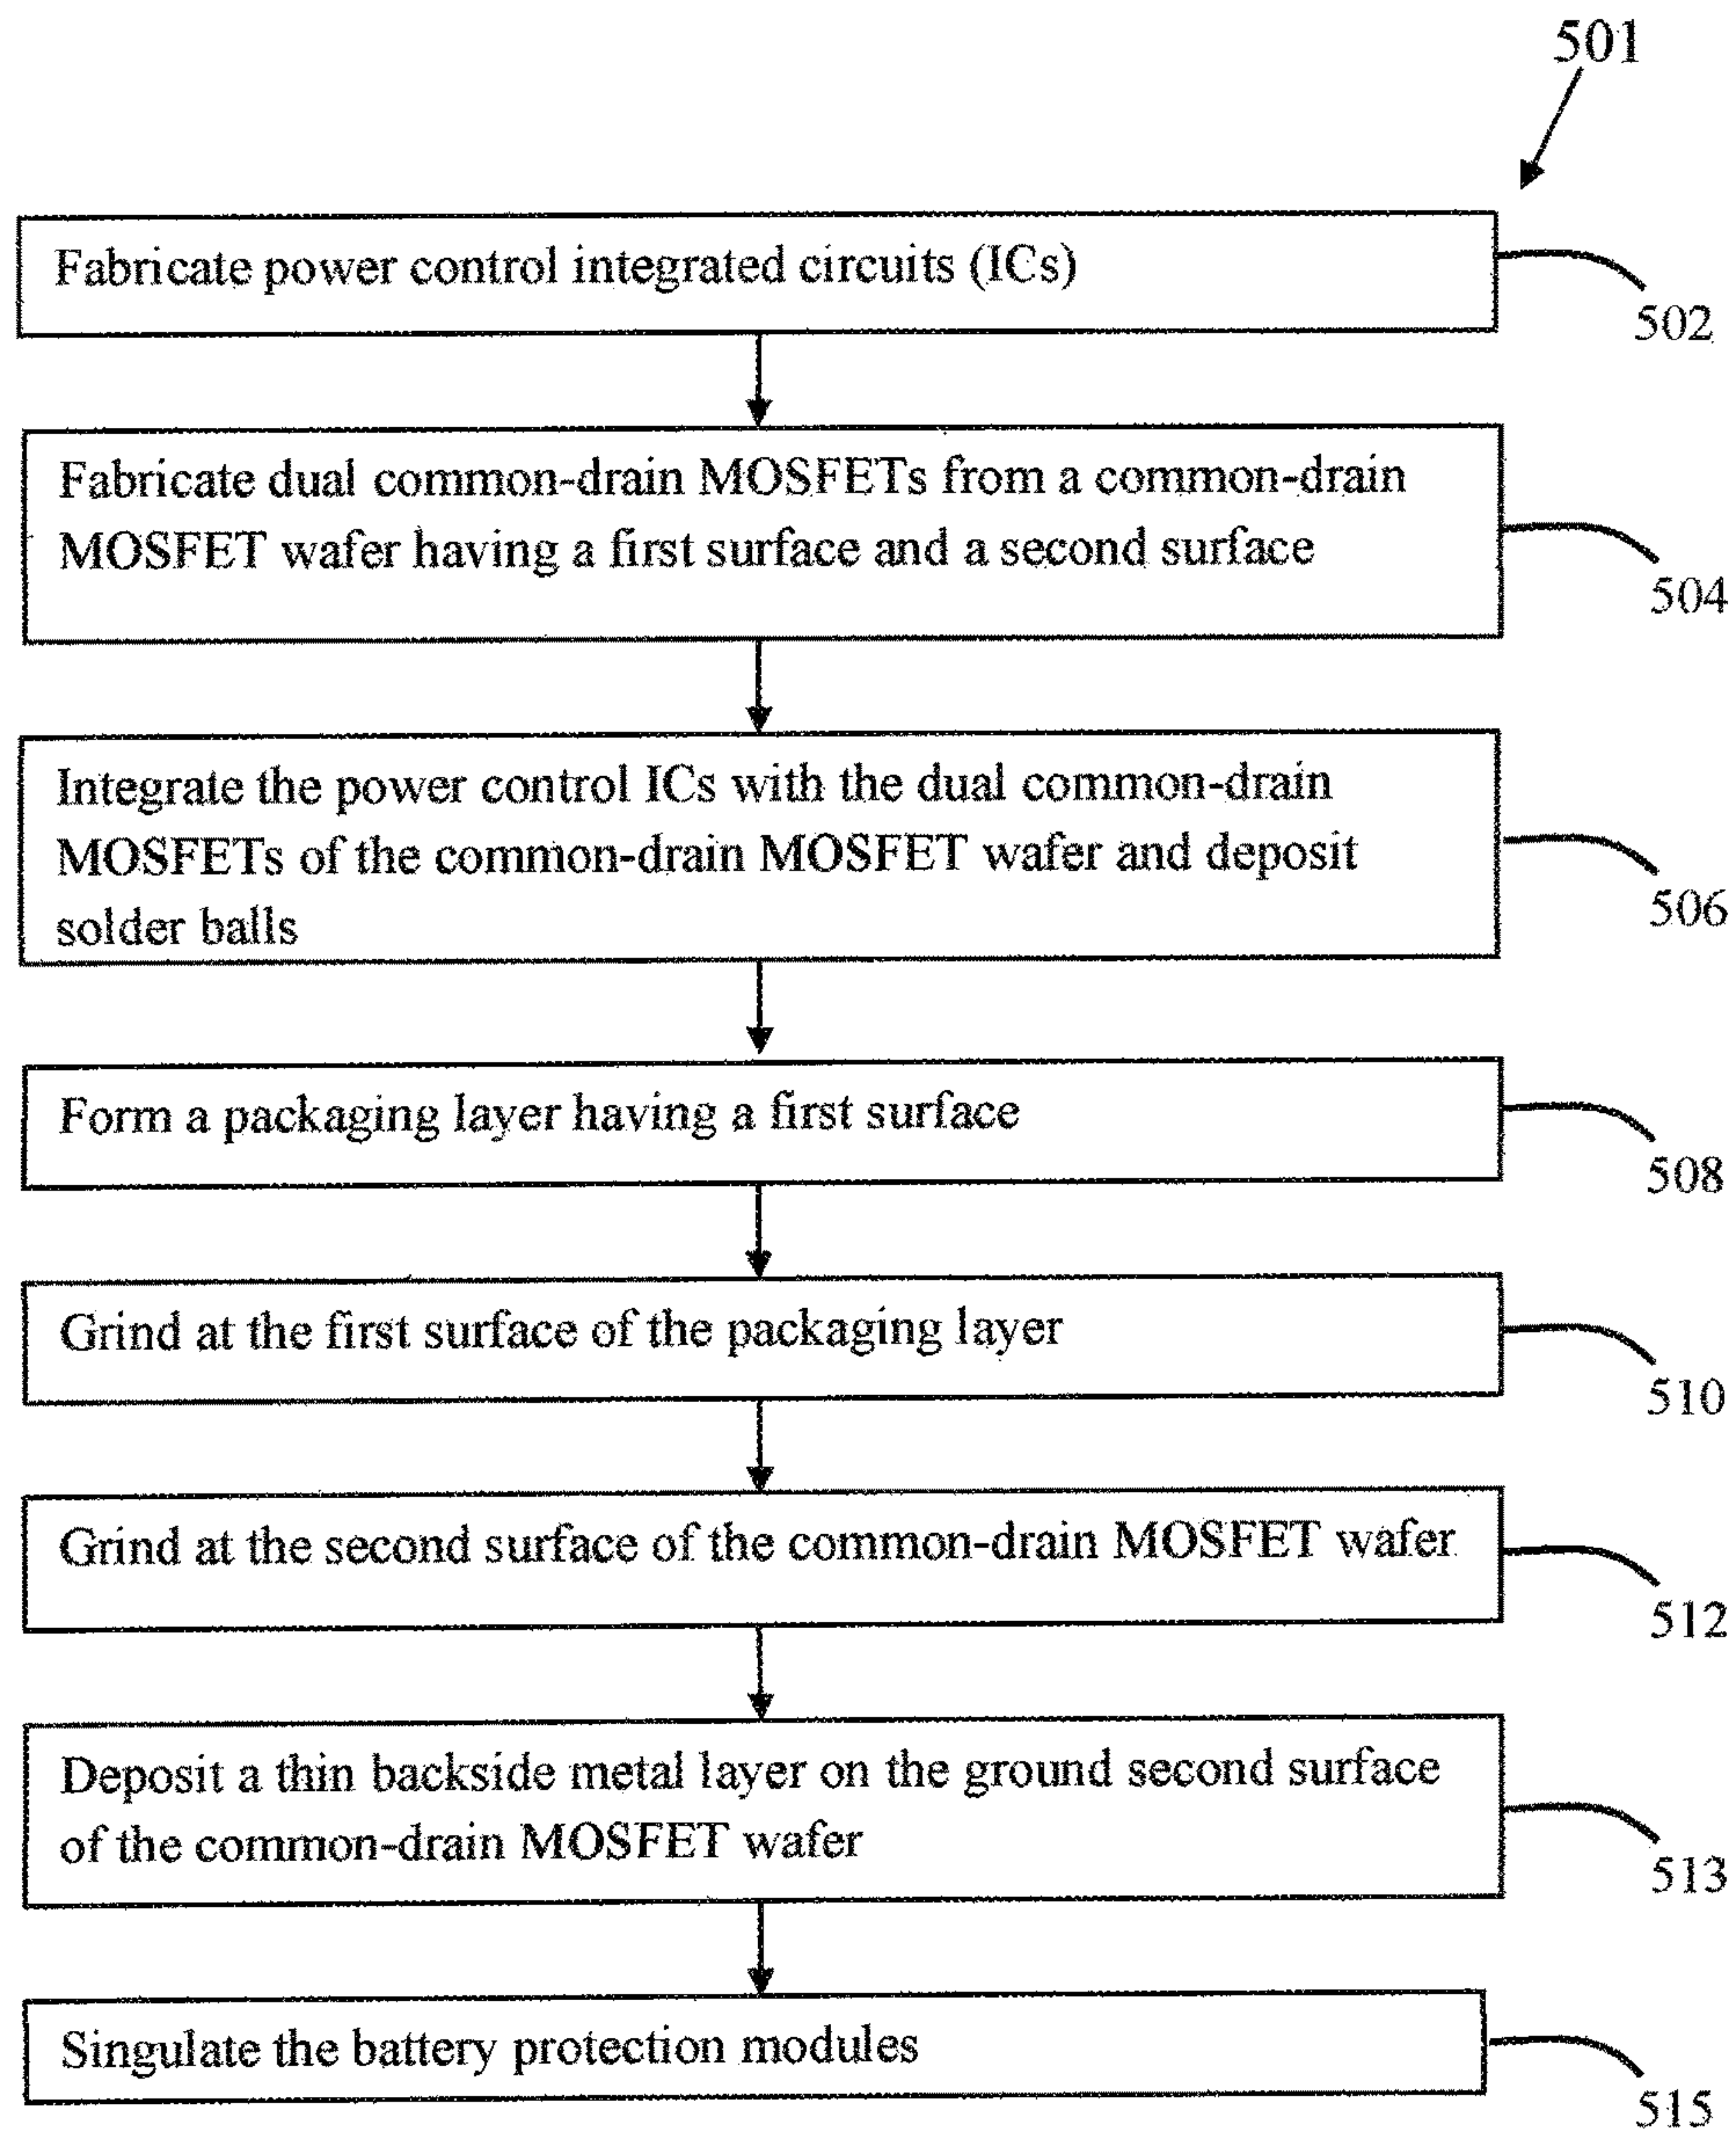 501
Fabricate power control integrated circuits (ICs)
502
Fabricate dual common-drain MOSFETs from a common-drain
MOSFET wafer having a first surface and a second surface
504
Integrate the power control ICs with the dual common-drain
MOSFETs of the common-drain MOSFET wafer and deposit
solder balls
506
Form a packaging layer having a first surface
508
Grind at the first surface of the packaging layer
510
Grind at the second surface of the common-drain MOSFET wafer
512
Deposit a thin backside metal layer on the ground second surface
of the common-drain MOSFET wafer
513
Singulate the battery protection modules
515